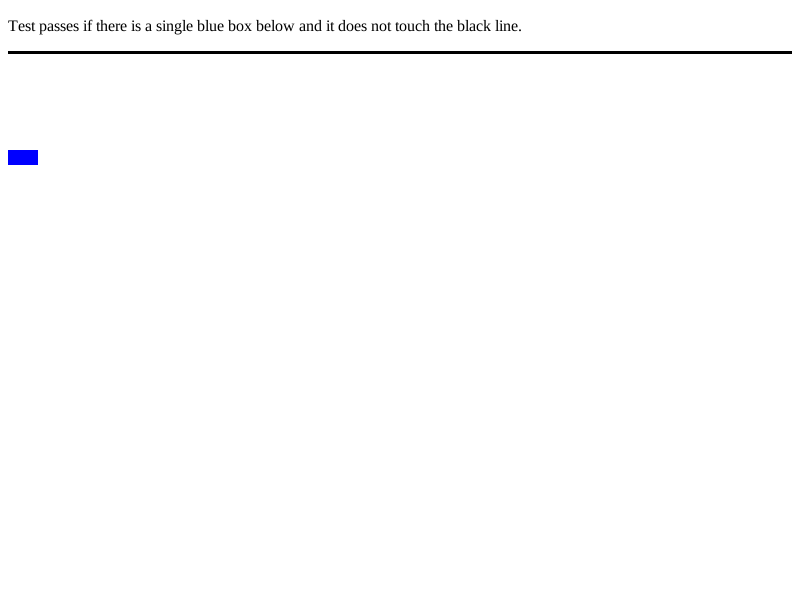 Test passes if there is a single blue box below and it does not touch the black line.